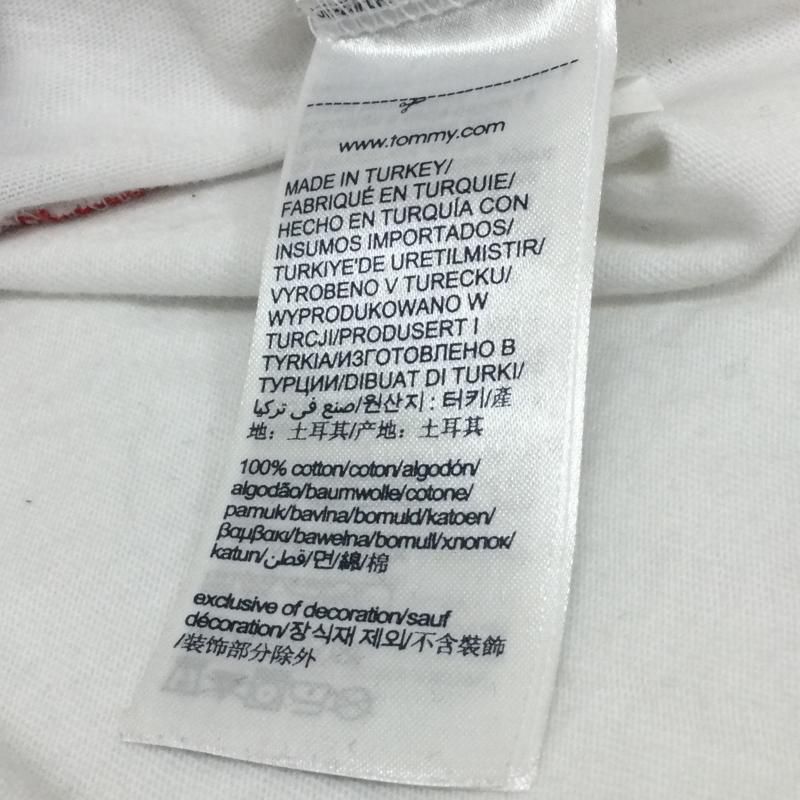 www.tommy.com
MADE IN TURKEY/
FABRIQUÉ EN TURQUIE/
HECHO EN TURQUÍA CON
INSUMOS IMPORTADOS/
TURKIYE'DE URETILMISTIR/
VYROBENO V TURECKU/
WYPRODUKOWANO W
TURCJI/PRODUSERT I
TYRKIA/ИЗГОТОВЛЕНО В
ТУРЦИИ/DIBUAT DI TURKI/
صنع في تركيا/원산지 : 터키/產
地：土耳其/产地：土耳其
100% cotton/coton/algodón/
algodão/baumwolle/cotone/
pamuk/bavlna/bomuld/katoen/
βαμβακι/bawełna/bomull/хлопок/
katun/قطن/면/綿/棉
exclusive of decoration/sauf
décoration/장식재 제외/不含裝飾
/装饰部分除外